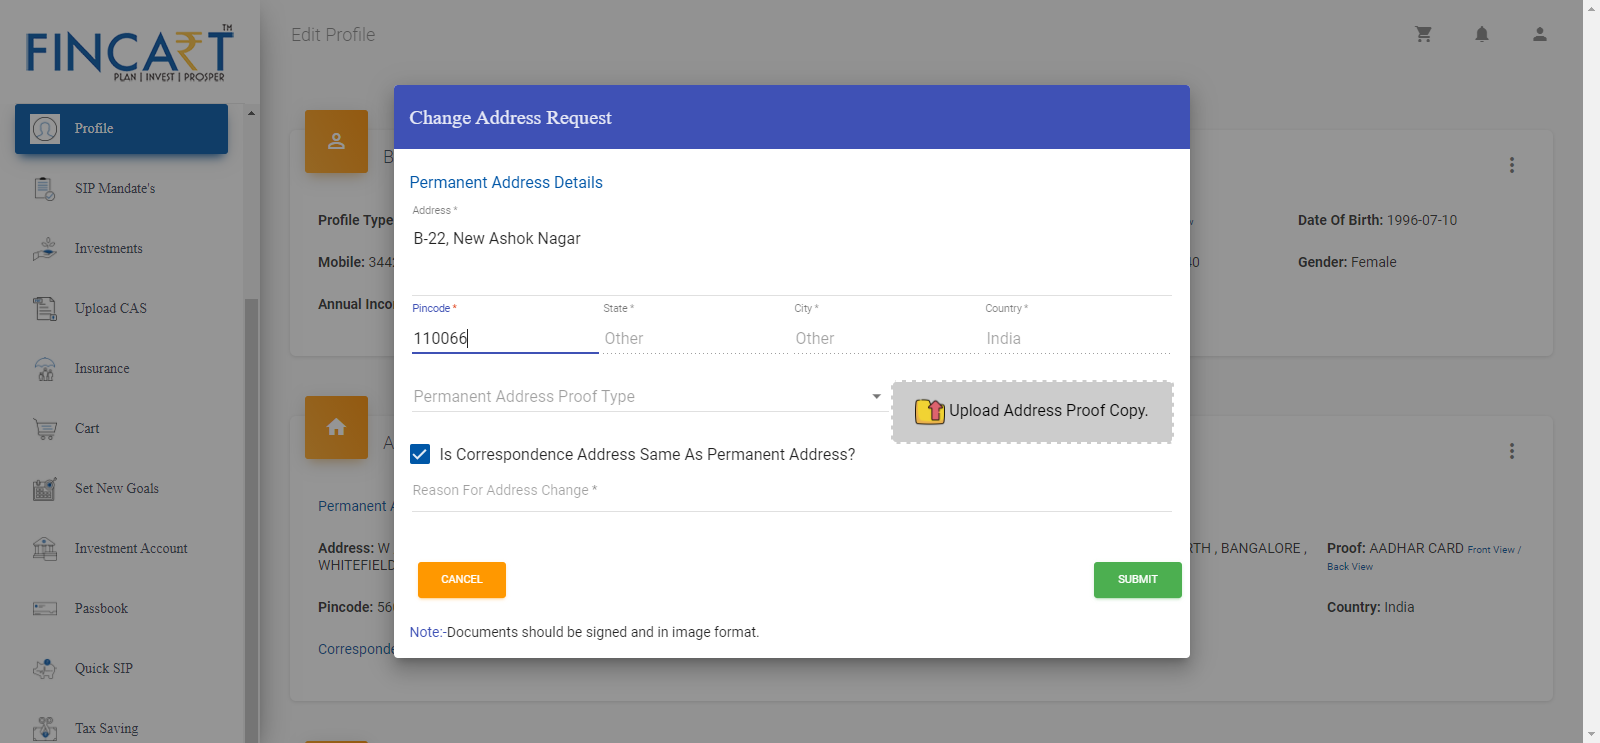 FINCART TM
PLAN | INVEST | PROSPER
Edit Profile
Profile
SIP Mandate's
Investments
Upload CAS
Insurance
Cart
Set New Goals
Investment Account
Passbook
Quick SIP
Tax Saving
B
Profile Type
Date Of Birth: 1996-07-10
Mobile: 344
40
Gender: Female
Annual Inco
A
Permanent A
Address: W
RTH , BANGALORE ,
WHITEFIELD
Proof: AADHAR CARD Front View /
Back View
Pincode: 56
Country: India
Corresponde
Change Address Request
Permanent Address Details
Address *
B-22, New Ashok Nagar
Pincode * State * City * Country *
110066 Other Other India
Permanent Address Proof Type
Upload Address Proof Copy.
Is Correspondence Address Same As Permanent Address?
Reason For Address Change *
CANCEL SUBMIT
Note:-Documents should be signed and in image format.